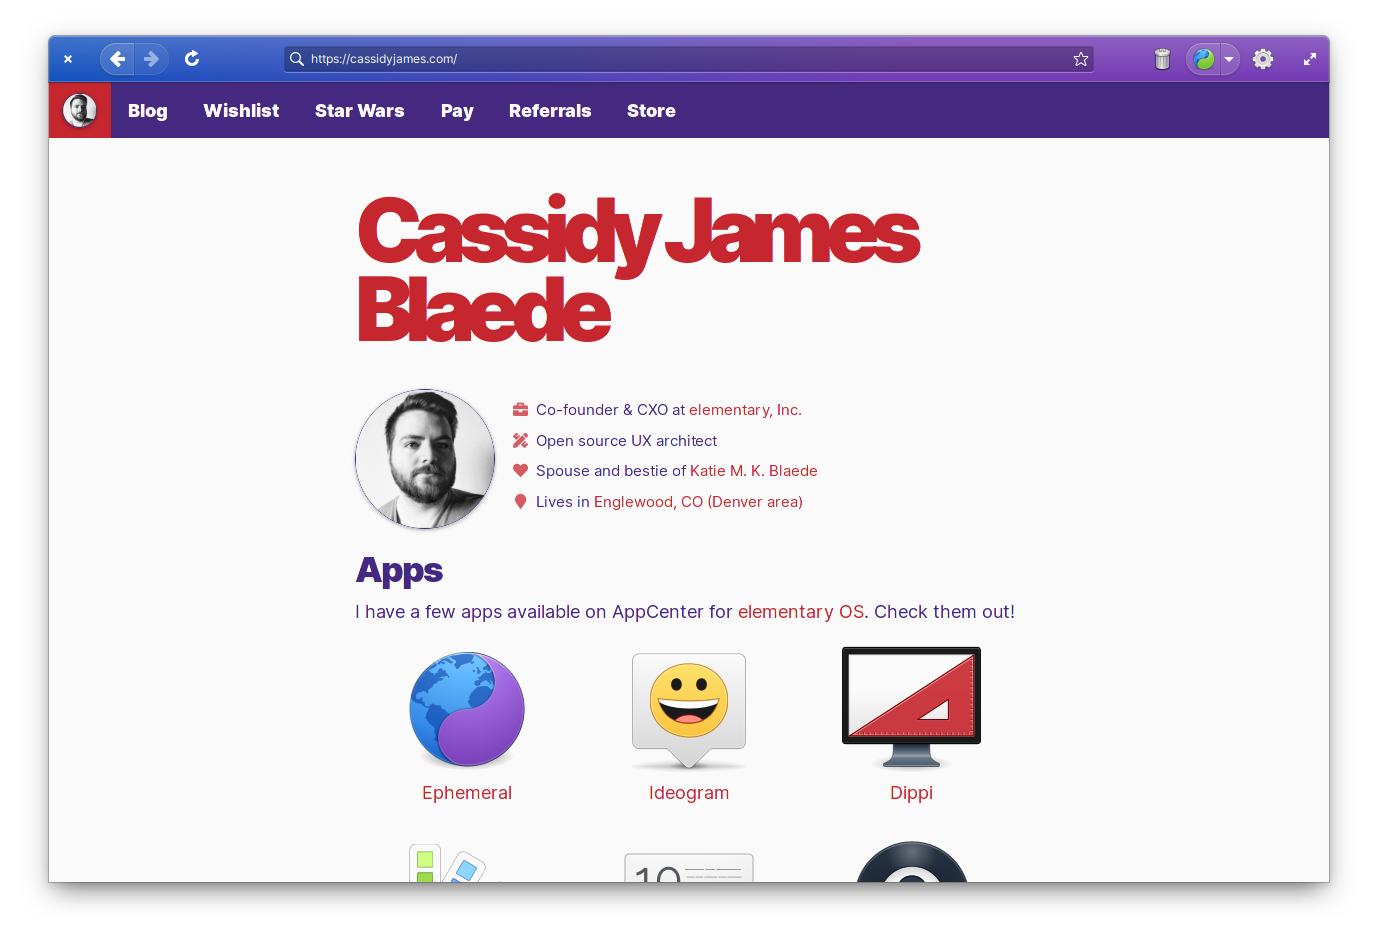 https://cassidyjames.com/
Blog Wishlist Star Wars Pay Referrals Store
Cassidy James
Blaede
Co-founder & CXO at elementary, Inc.
Open source UX architect
Spouse and bestie of Katie M. K. Blaede
Lives in Englewood, CO (Denver area)
Apps
I have a few apps available on AppCenter for elementary OS. Check them out!
Ephemeral Ideogram Dippi
10